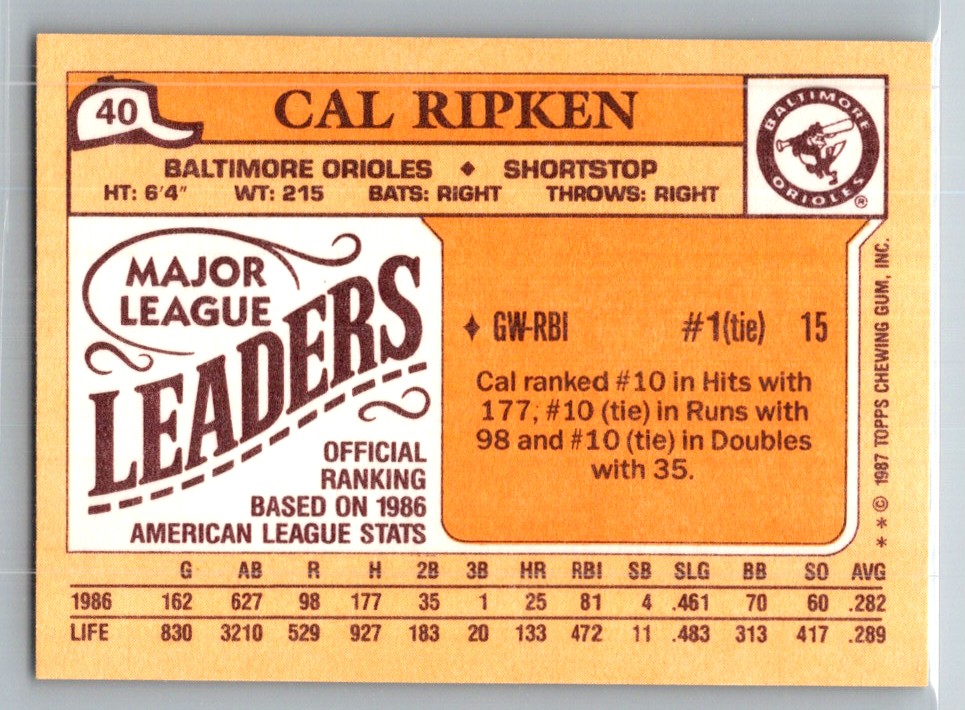 40
CAL RIPKEN
BALTIMORE ORIOLES ♦ SHORTSTOP
HT: 6'4" WT: 215 BATS: RIGHT THROWS: RIGHT
BALTIMORE
ORIOLES ®
MAJOR
LEAGUE
LEADERS
OFFICIAL
RANKING
BASED ON 1986
AMERICAN LEAGUE STATS
♦ GW-RBI #1(tie) 15
Cal ranked #10 in Hits with
177, #10 (tie) in Runs with
98 and #10 (tie) in Doubles
with 35.
* * © 1987 TOPPS CHEWING GUM, INC.
G AB R H 2B 3B HR RBI SB SLG BB SO AVG
1986 162 627 98 177 35 1 25 81 4 .461 70 60 .282
LIFE 830 3210 529 927 183 20 133 472 11 .483 313 417 .289